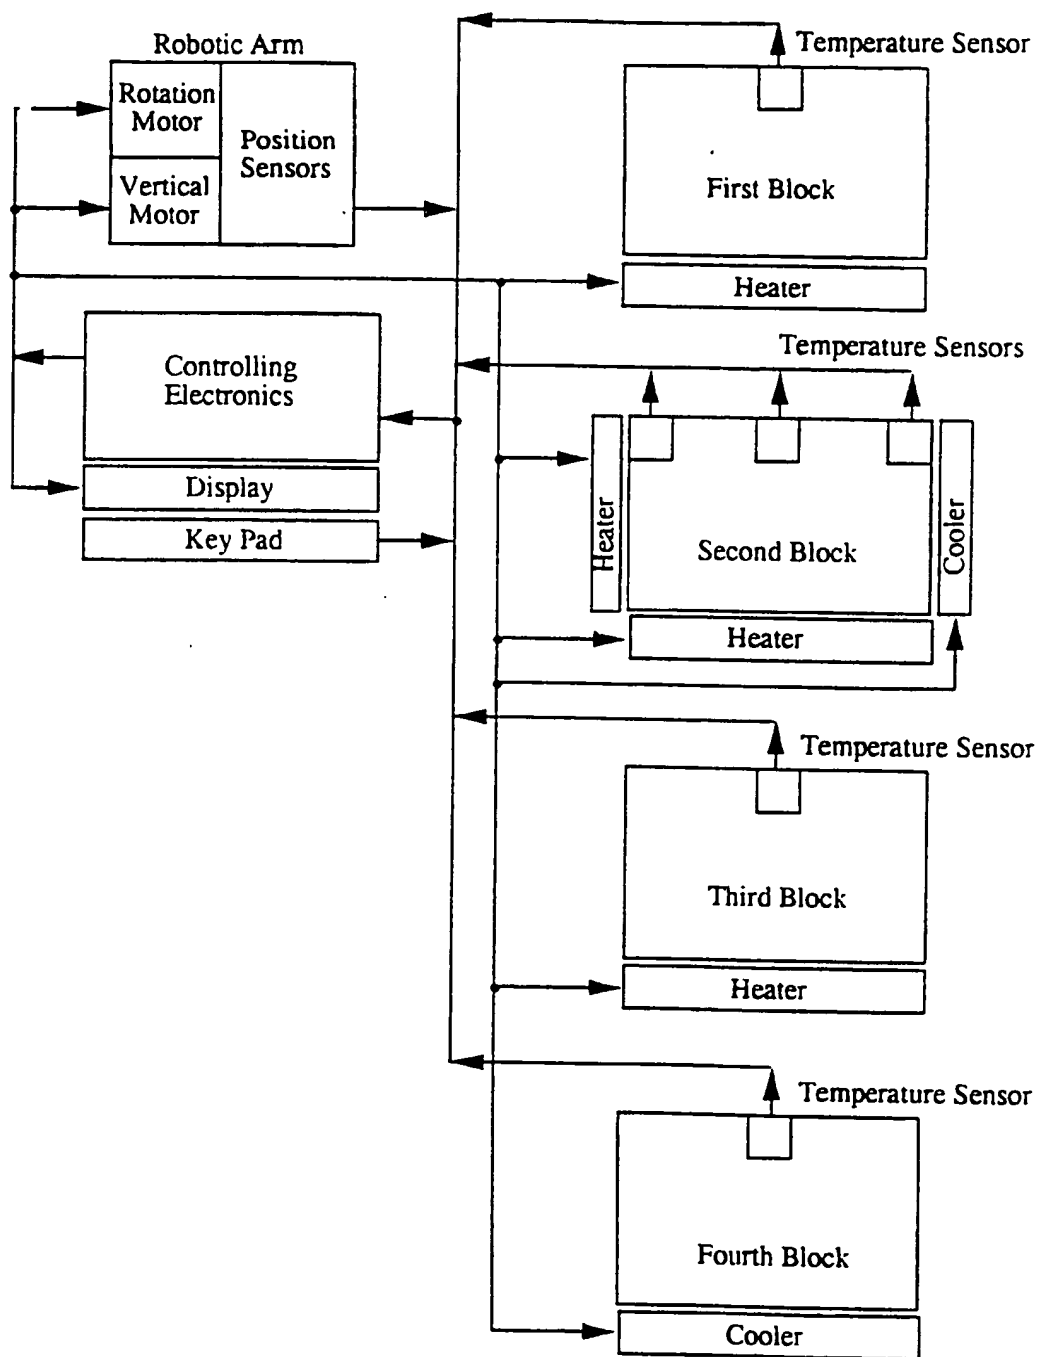 Robotic Arm
Rotation
Motor
Position
Sensors
Vertical
Motor
Controlling
Electronics
Display
Key Pad
Temperature Sensor
First Block
Heater
Temperature Sensors
Heater
Second Block
Cooler
Heater
Temperature Sensor
Third Block
Heater
Temperature Sensor
Fourth Block
Cooler